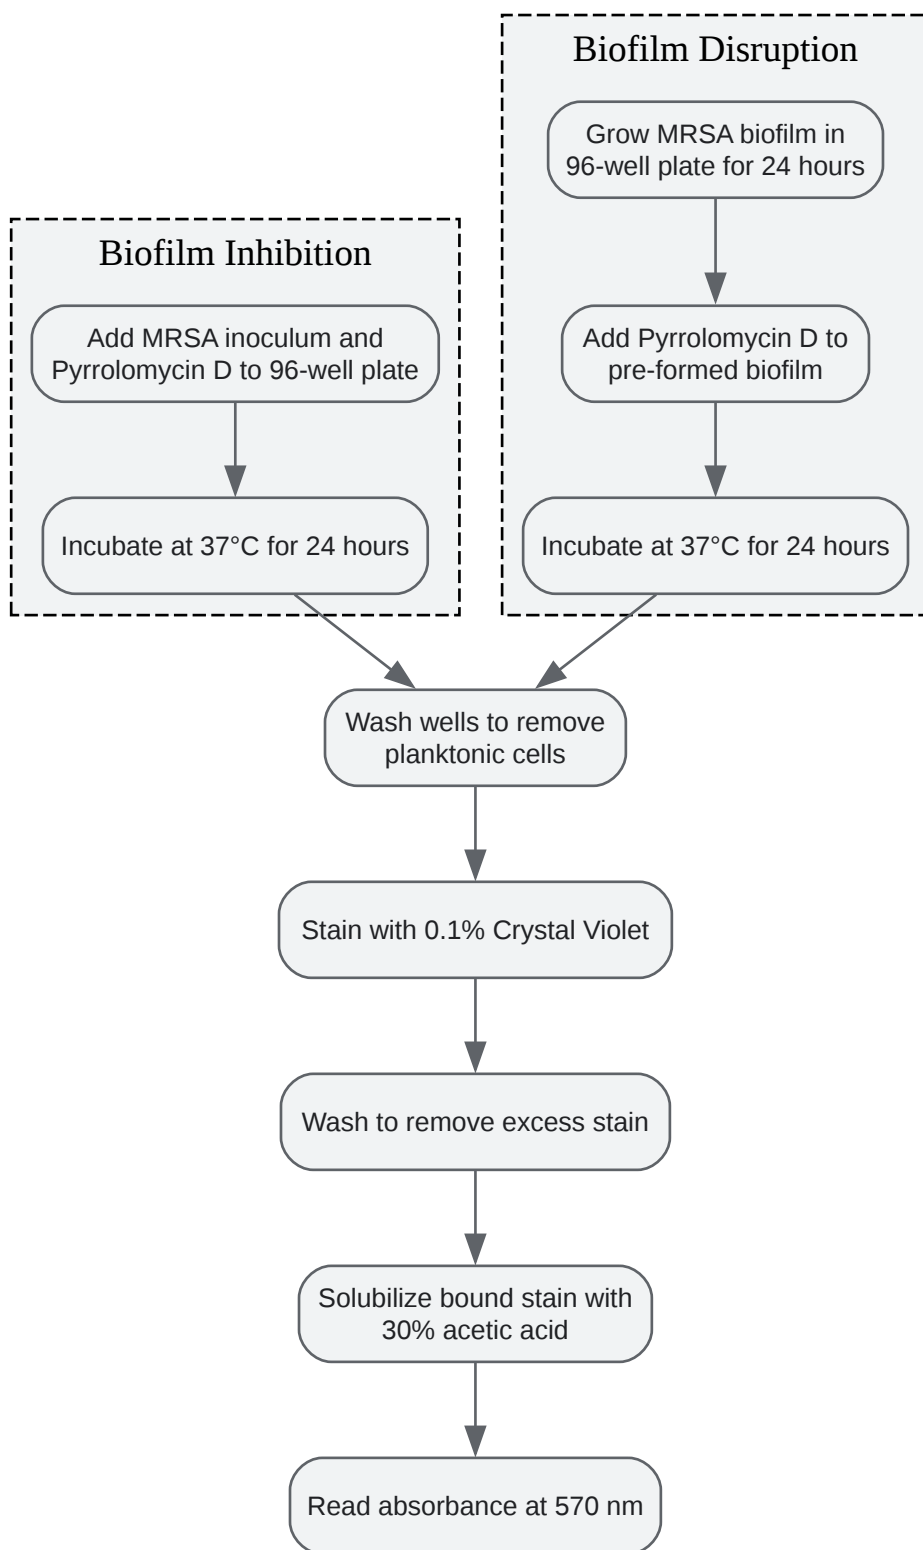 Biofilm Disruption
Grow MRSA biofilm in
96-well plate for 24 hours
Biofilm Inhibition
Add MRSA inoculum and
Pyrrolomycin D to 96-well plate
Add Pyrrolomycin D to
pre-formed biofilm
Incubate at 37°C for 24 hours
Incubate at 37°C for 24 hours
Wash wells to remove
planktonic cells
Stain with 0.1% Crystal Violet
Wash to remove excess stain
Solubilize bound stain with
30% acetic acid
Read absorbance at 570 nm